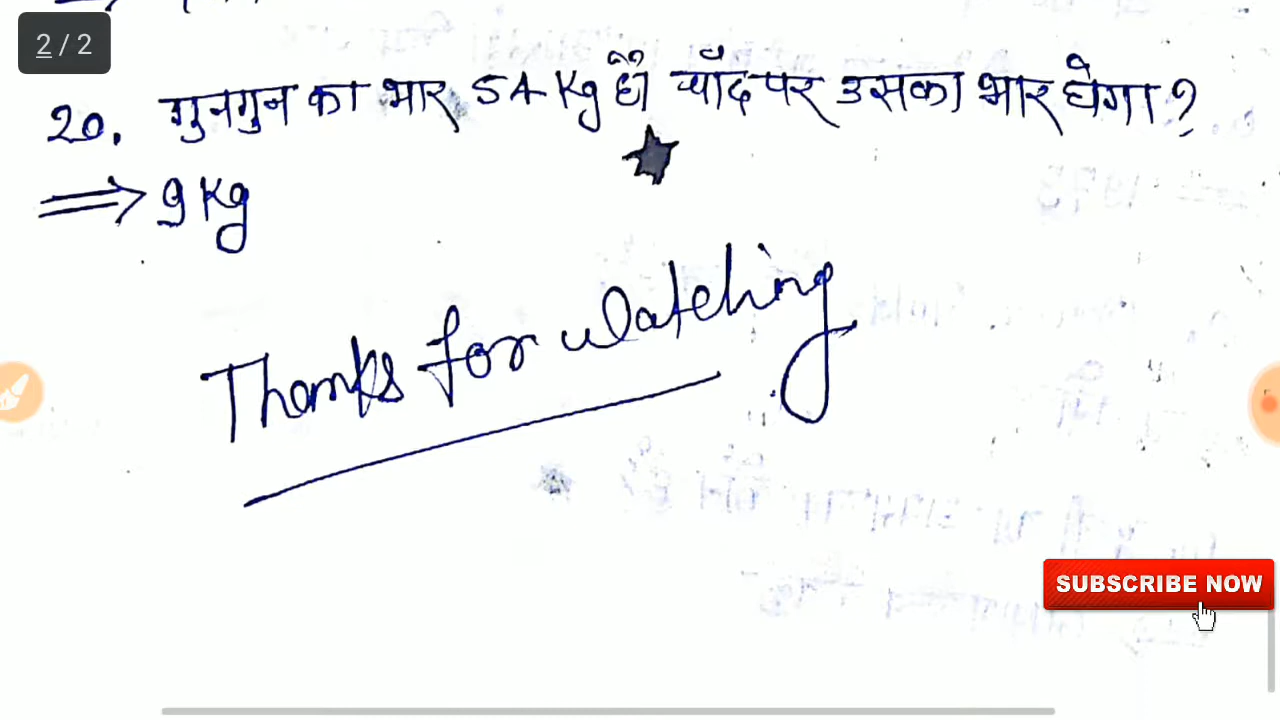 2 / 2
20. गुनगुन का भार 54 Kg है। चाँद पर उसका भार होगा ?
⇒ 9 Kg
Thanks for watching
SUBSCRIBE NOW